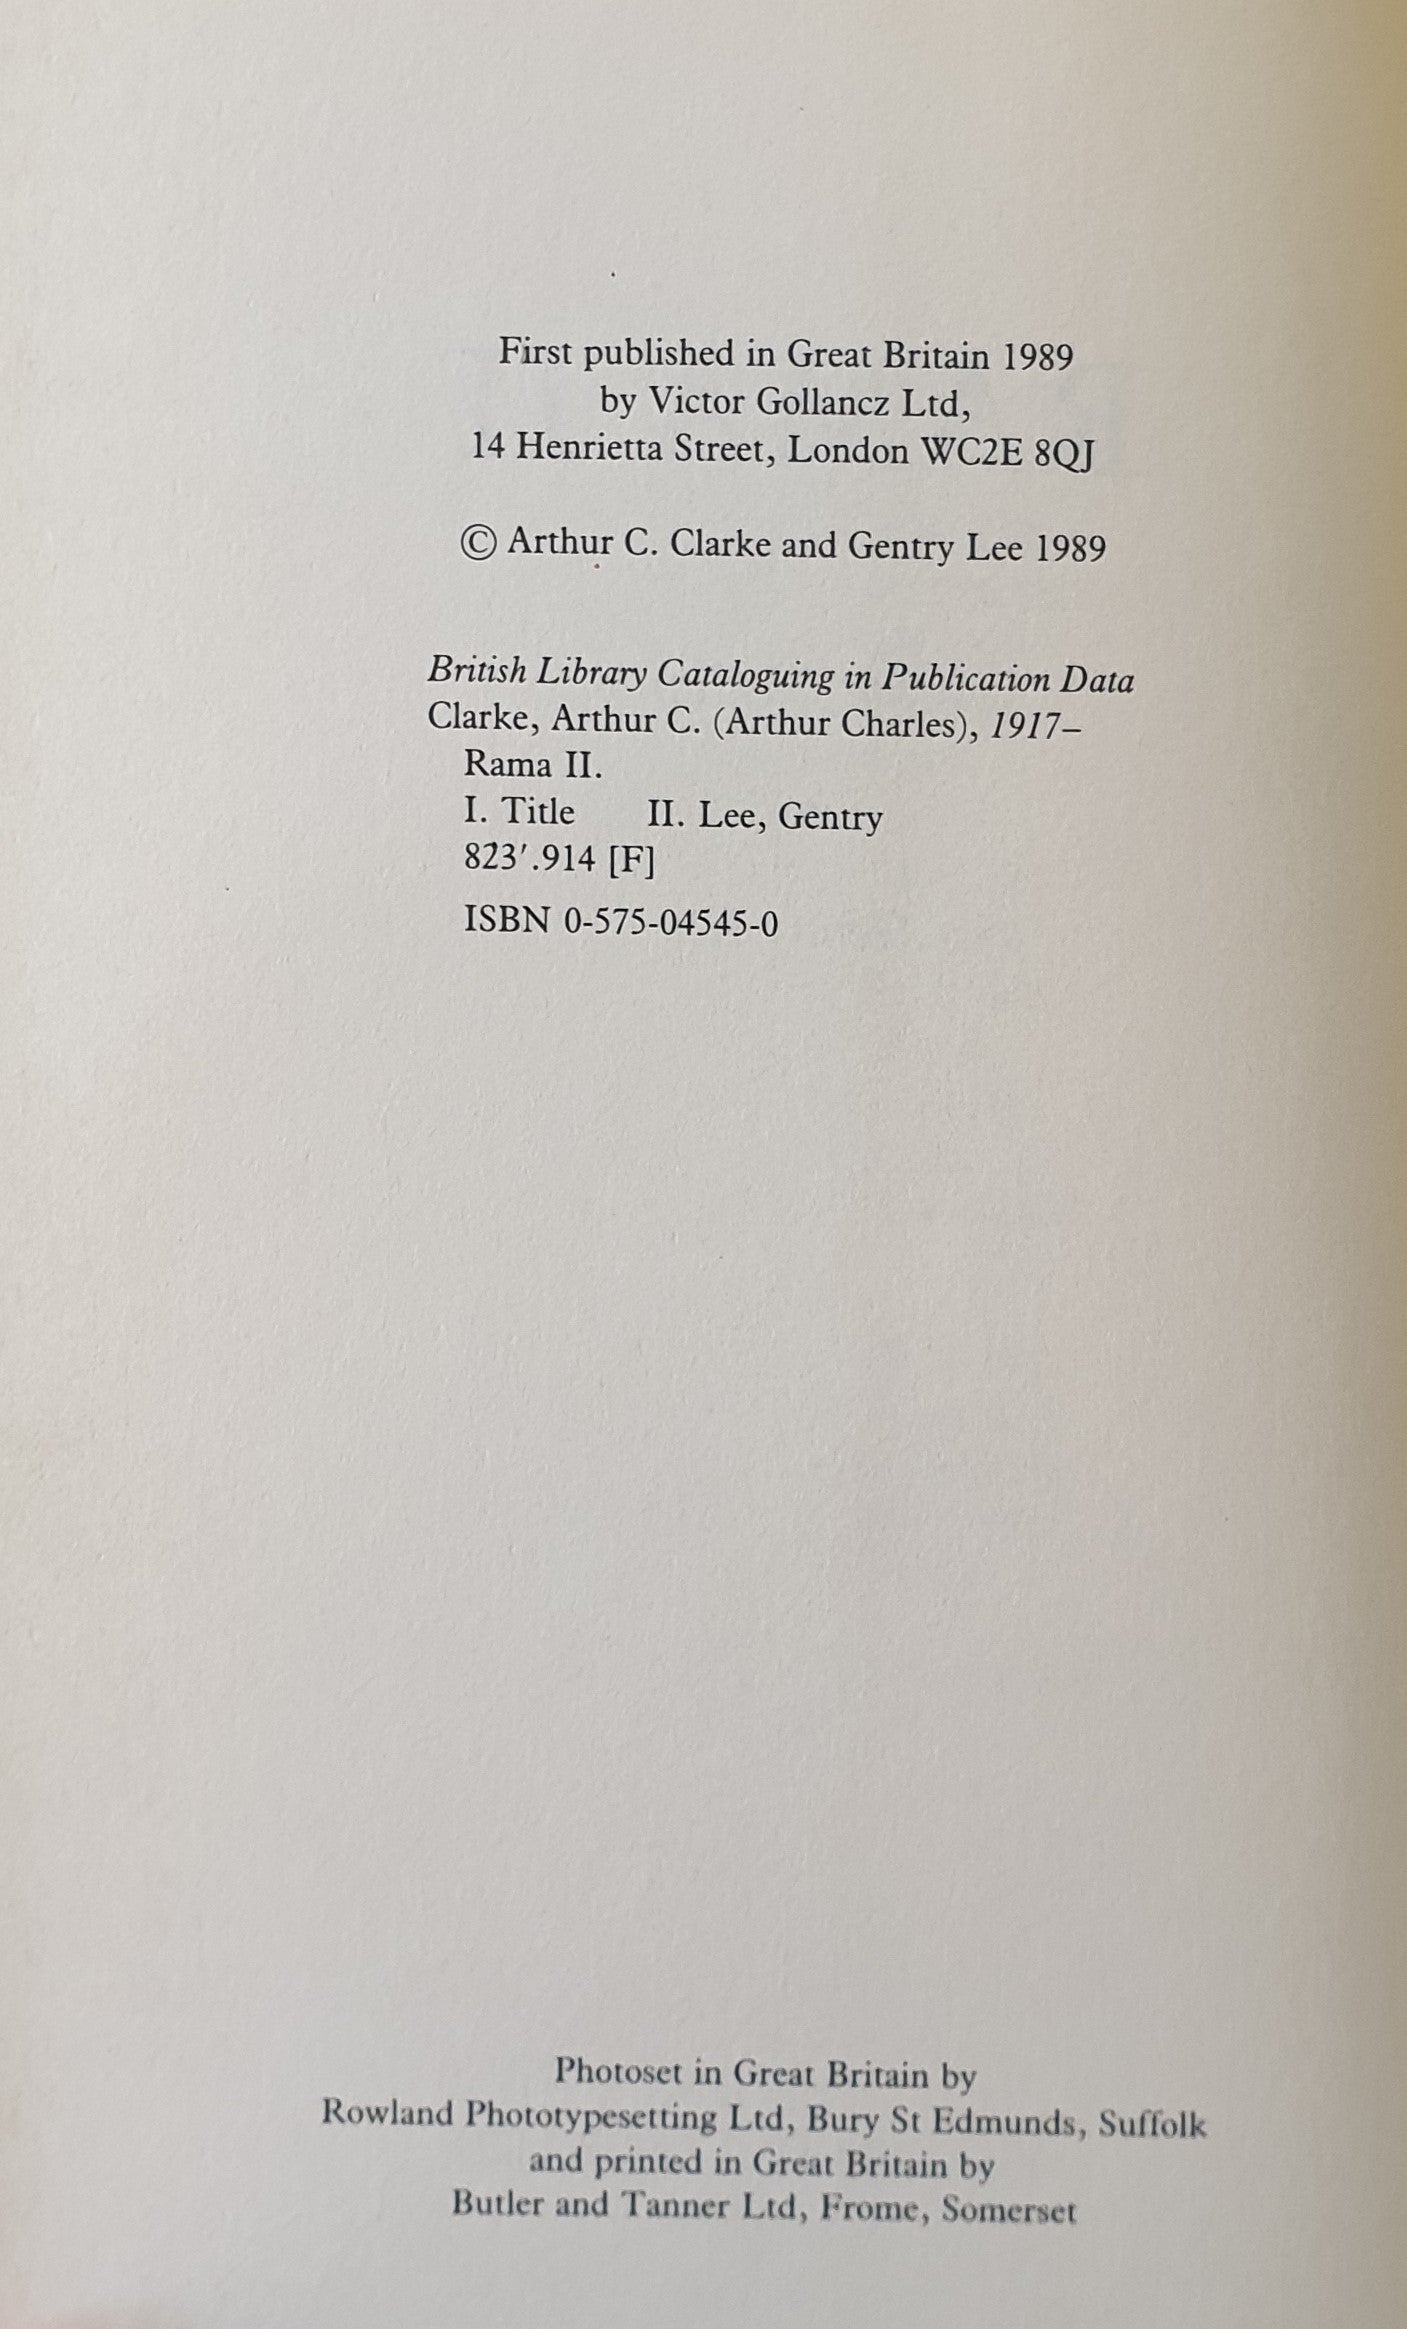 First published in Great Britain 1989
by Victor Gollancz Ltd,
14 Henrietta Street, London WC2E 8QJ
© Arthur C. Clarke and Gentry Lee 1989
British Library Cataloguing in Publication Data
Clarke, Arthur C. (Arthur Charles), 1917–
Rama II.
I. Title II. Lee, Gentry
823′.914 [F]
ISBN 0-575-04545-0
Photoset in Great Britain by
Rowland Phototypesetting Ltd, Bury St Edmunds, Suffolk
and printed in Great Britain by
Butler and Tanner Ltd, Frome, Somerset